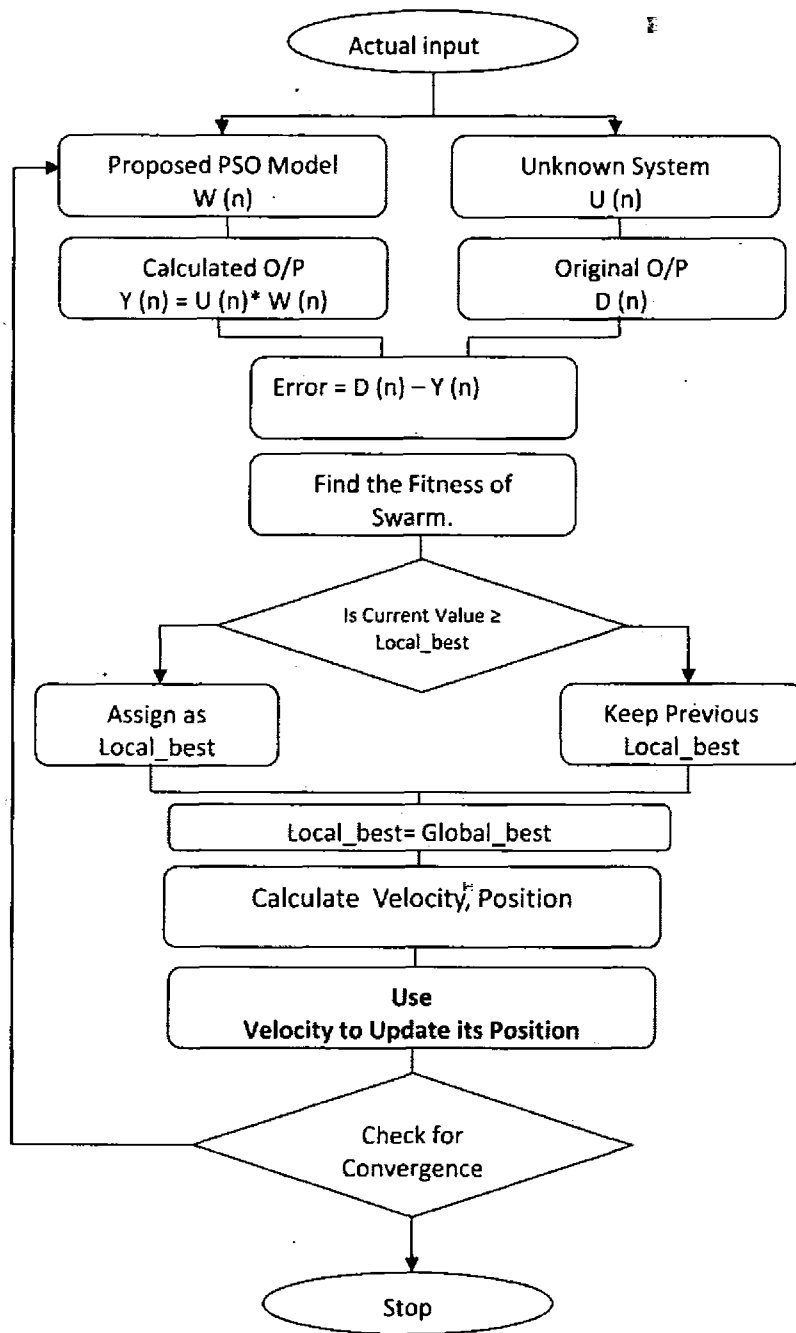 Actual input
Proposed PSO Model
W (n)
Unknown System
U (n)
Calculated O/P
Y (n) = U (n)* W (n)
Original O/P
D (n)
Error = D (n) – Y (n)
Find the Fitness of
Swarm.
Is Current Value ≥
Local_best
Assign as
Local_best
Keep Previous
Local_best
Local_best= Global_best
Calculate Velocity, Position
Use
Velocity to Update its Position
Check for
Convergence
Stop